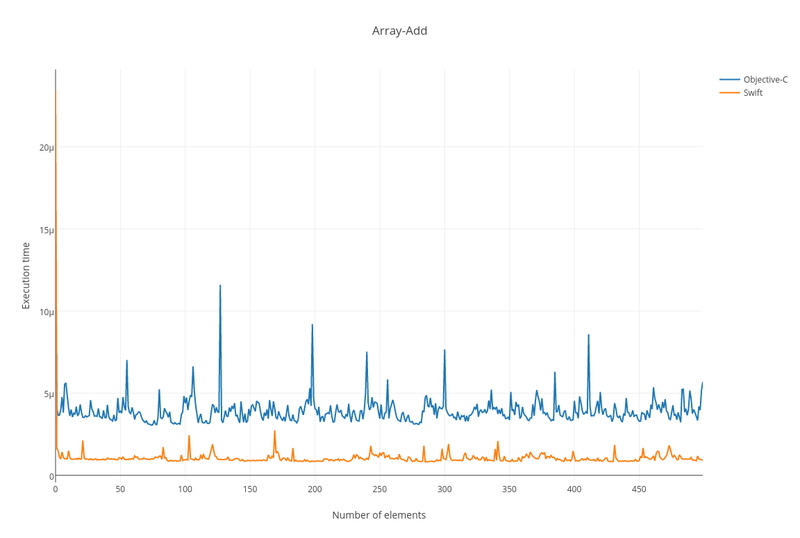 Array-Add
Objective-C
Swift
20μ
15μ
10μ
5μ
0
Execution time
0 50 100 150 200 250 300 350 400 450
Number of elements